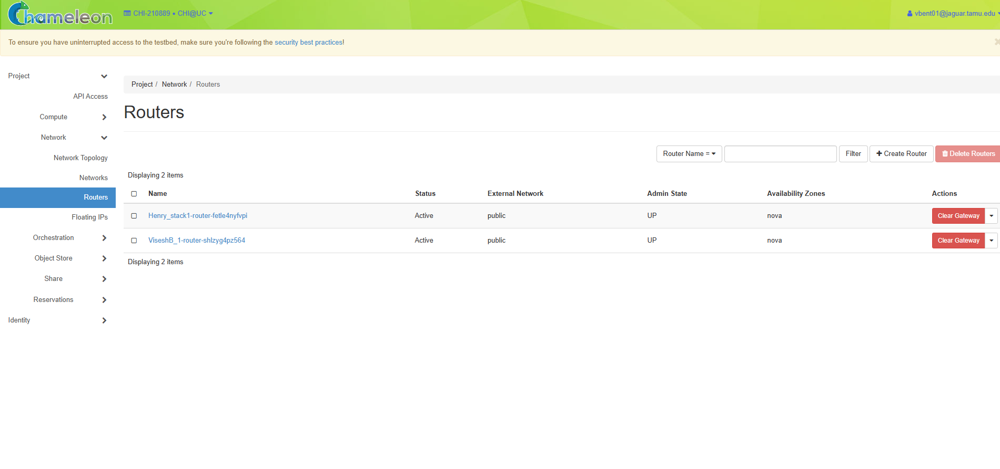 Chameleon
CHI-210889 • CHI@UC
vbent01@jaguar.tamu.edu
To ensure you have uninterrupted access to the testbed, make sure you're following the security best practices!
Project
API Access
Compute
Network
Network Topology
Networks
Routers
Floating IPs
Orchestration
Object Store
Share
Reservations
Identity
Project / Network / Routers
Routers
Router Name =
Filter
Create Router
Delete Routers
Displaying 2 items
Name Status External Network Admin State Availability Zones Actions
Henry_stack1-router-fetle4nyfvpi Active public UP nova Clear Gateway
ViseshB_1-router-shlzyg4pz564 Active public UP nova Clear Gateway
Displaying 2 items